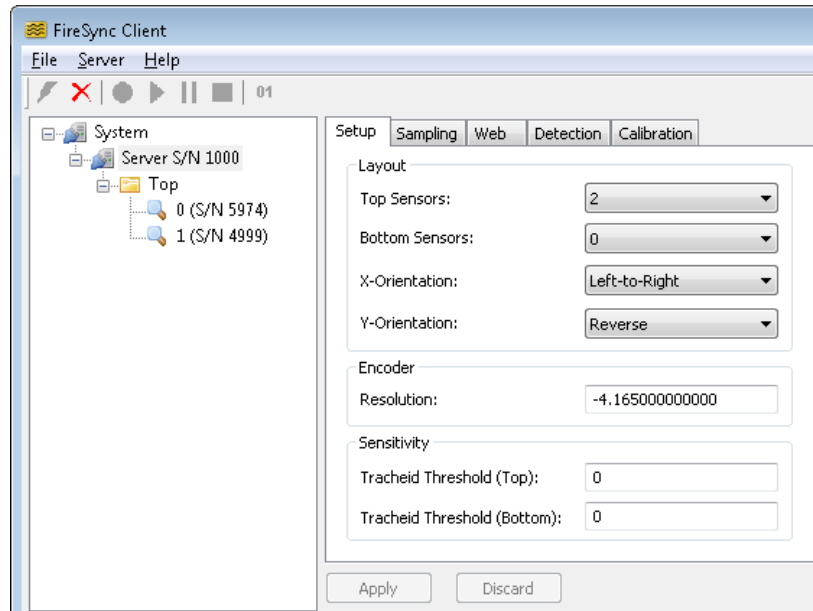 FireSync Client
File Server Help
01
System
Server S/N 1000
Top
0 (S/N 5974)
1 (S/N 4999)
Setup Sampling Web Detection Calibration
Layout
Top Sensors: 2
Bottom Sensors: 0
X-Orientation: Left-to-Right
Y-Orientation: Reverse
Encoder
Resolution: -4.165000000000
Sensitivity
Tracheid Threshold (Top): 0
Tracheid Threshold (Bottom): 0
Apply Discard